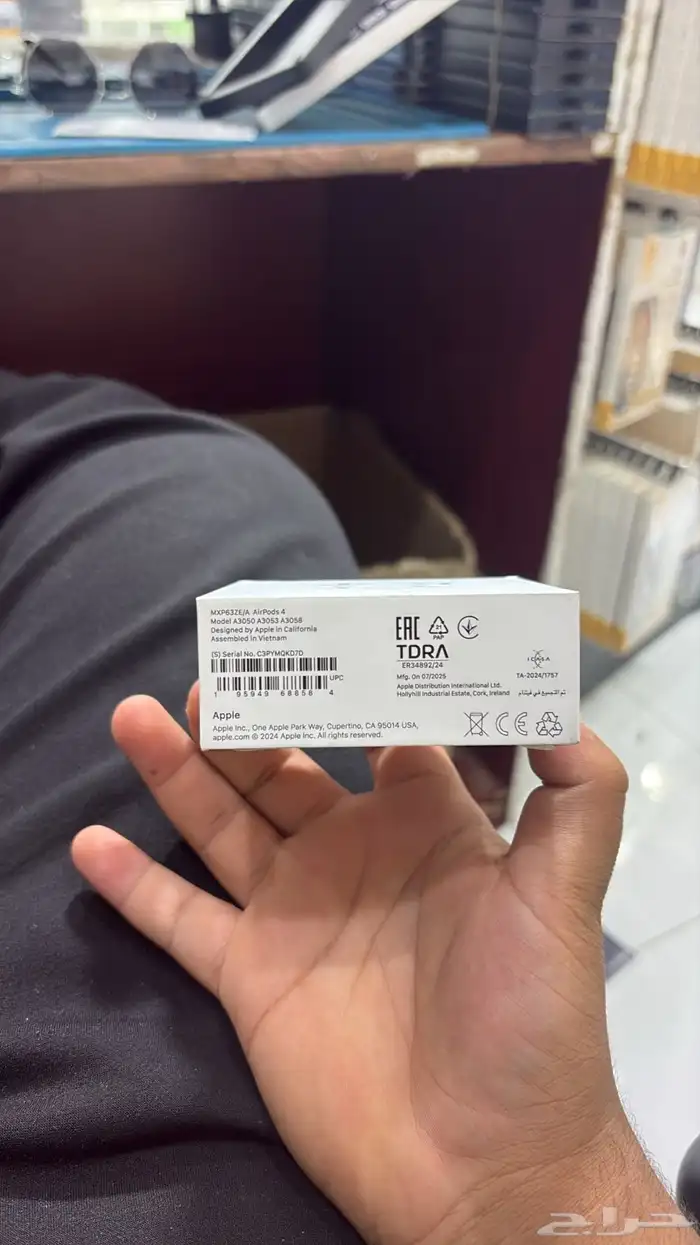 MXP63ZE/A AirPods 4
Model A3050 A3053 A3058
Designed by Apple in California
Assembled in Vietnam
(S) Serial No. C3PYMQKD7D
UPC
1 95949 68858 4
Apple
Apple Inc., One Apple Park Way, Cupertino, CA 95014 USA,
apple.com © 2024 Apple Inc. All rights reserved.
EAC
21
PAP
TDRA
ER34892/24
Mfg. On 07/2025
Apple Distribution International Ltd.
Hollyhill Industrial Estate, Cork, Ireland
ICASA
TA-2024/1757
تم التجميع في فيتنام
CE
حراج